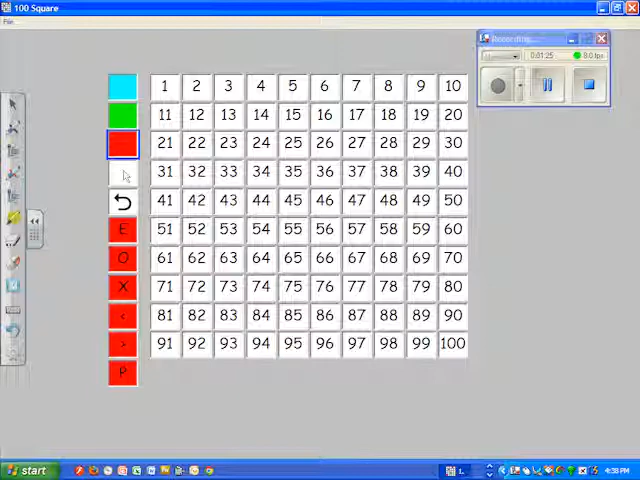 100 Square
File
Recording...
0:01:25
8.0 fps
1 2 3 4 5 6 7 8 9 10
11 12 13 14 15 16 17 18 19 20
21 22 23 24 25 26 27 28 29 30
31 32 33 34 35 36 37 38 39 40
41 42 43 44 45 46 47 48 49 50
E 51 52 53 54 55 56 57 58 59 60
O 61 62 63 64 65 66 67 68 69 70
X 71 72 73 74 75 76 77 78 79 80
< 81 82 83 84 85 86 87 88 89 90
> 91 92 93 94 95 96 97 98 99 100
P
start
1.
4:38 PM